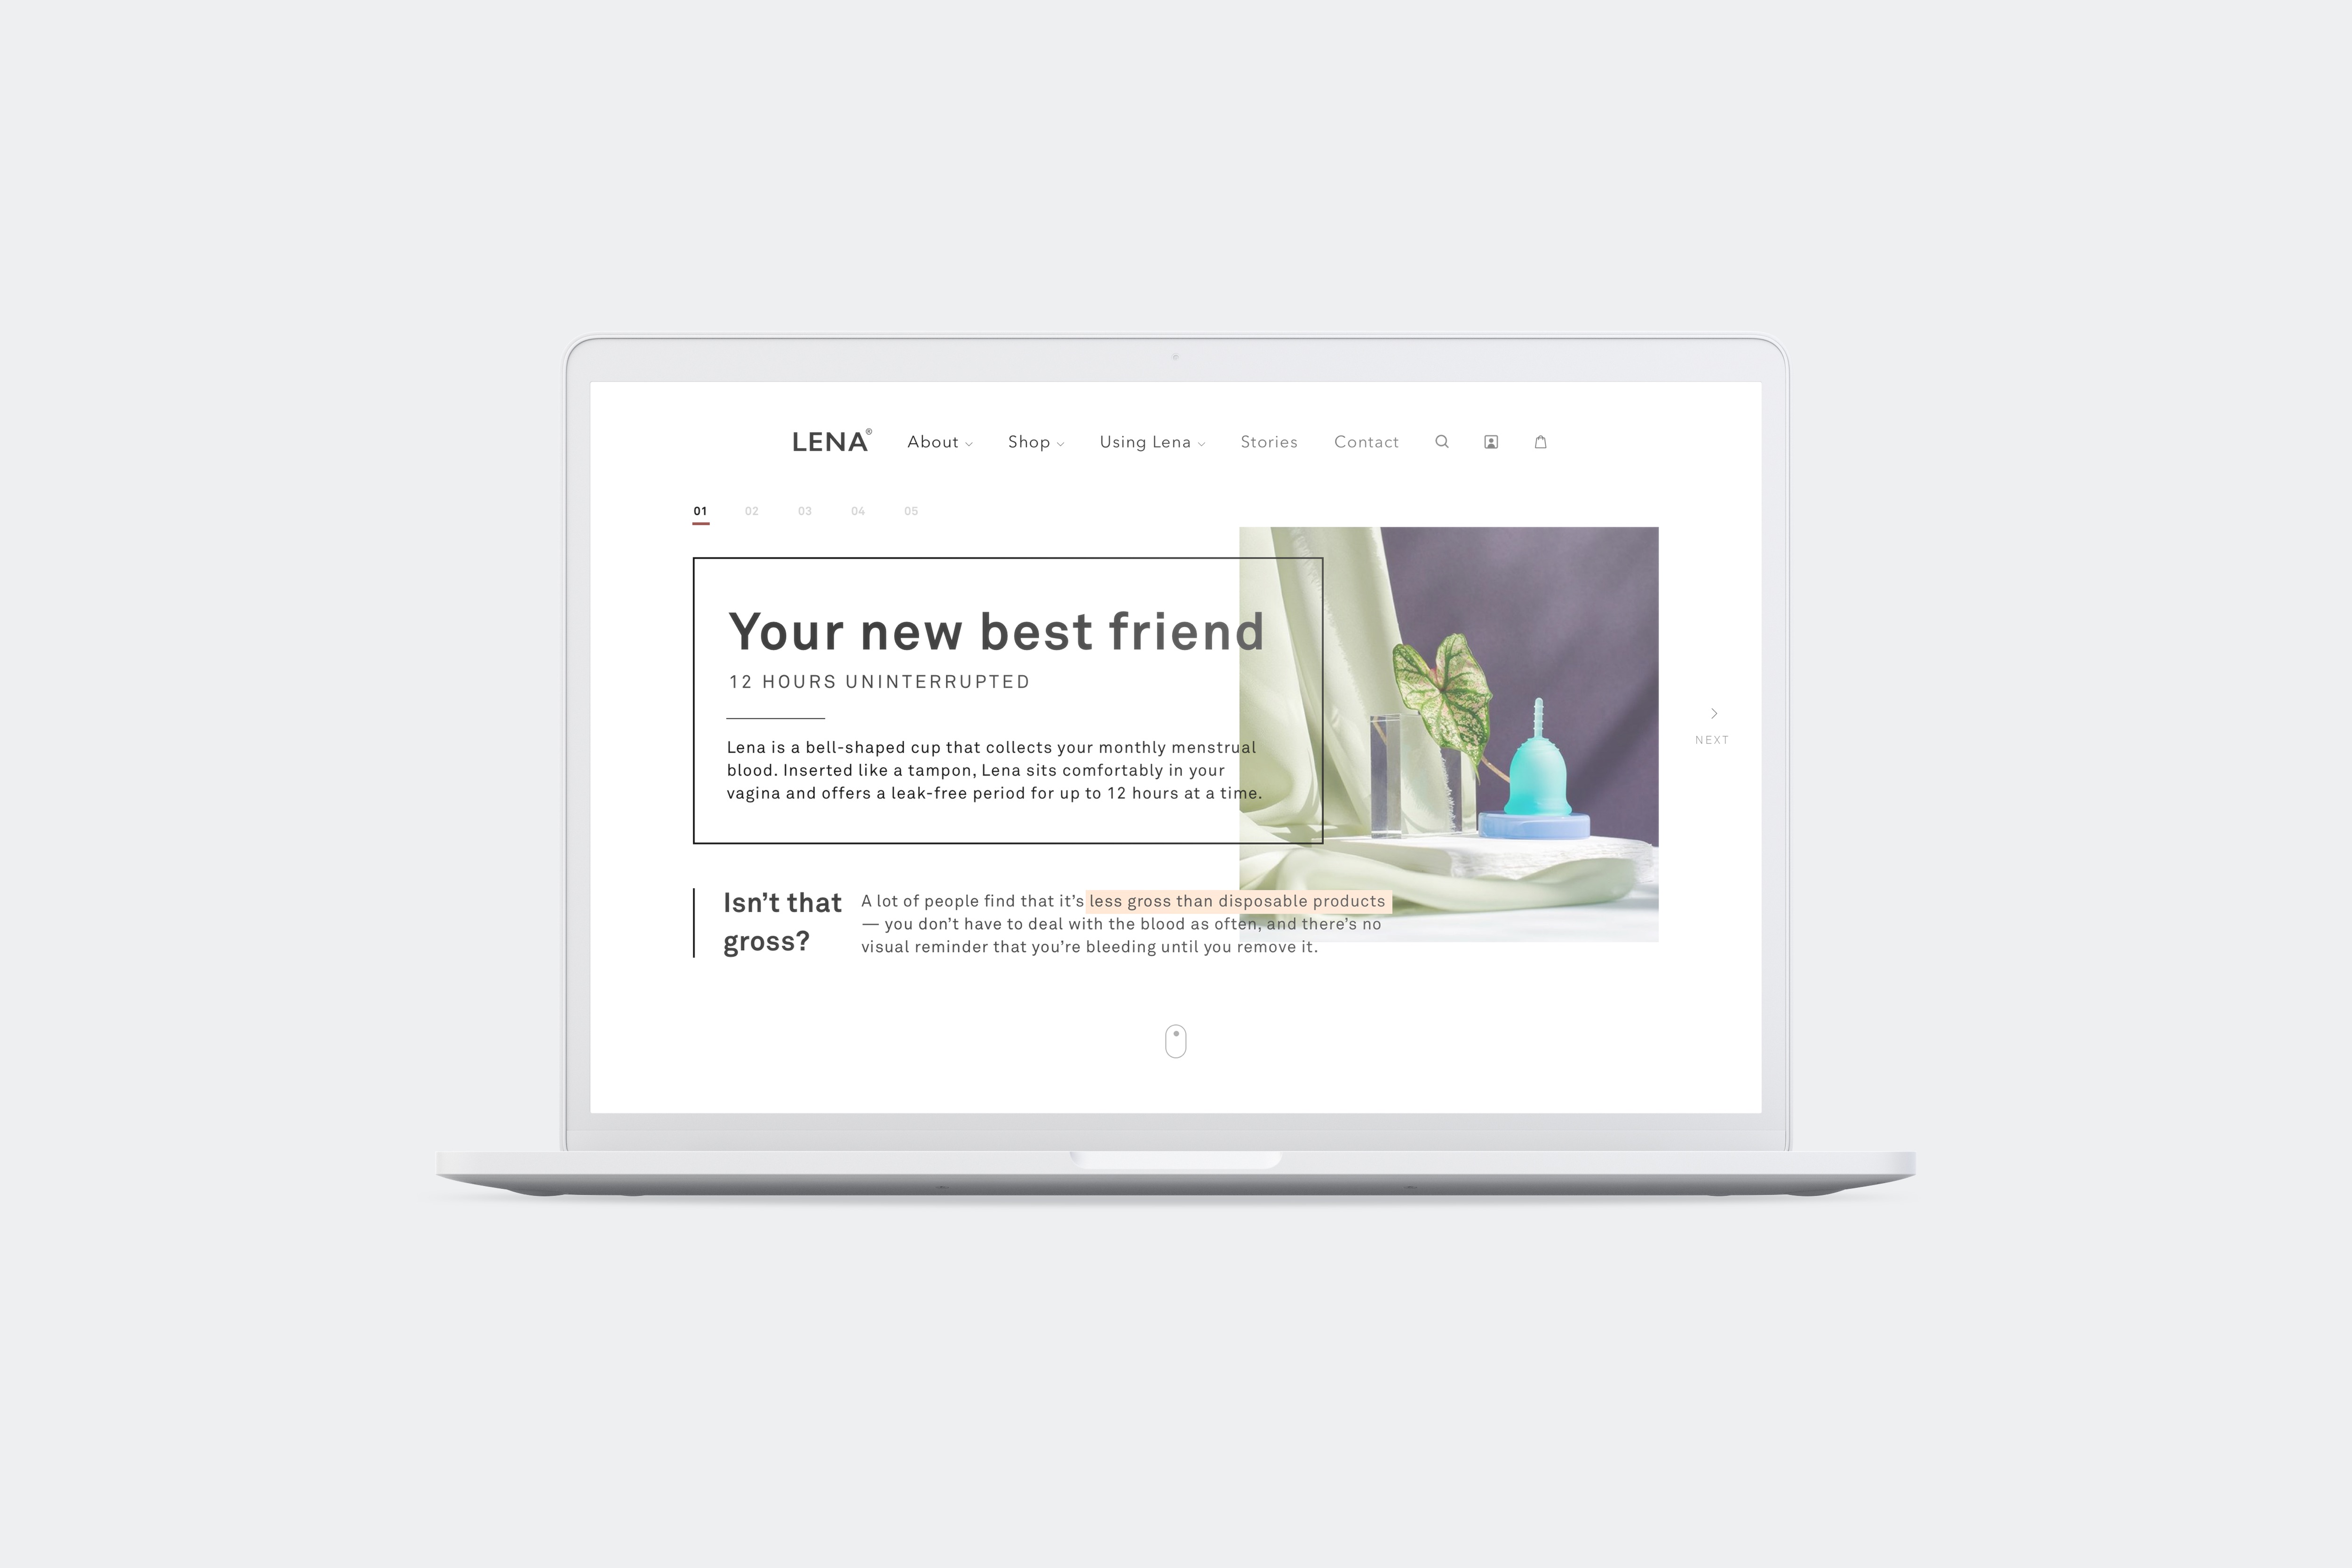 LENA® About Shop Using Lena Stories Contact
01 02 03 04 05
Your new best friend
12 HOURS UNINTERRUPTED
Lena is a bell-shaped cup that collects your monthly menstrual
blood. Inserted like a tampon, Lena sits comfortably in your
vagina and offers a leak-free period for up to 12 hours at a time.
NEXT
Isn’t that
gross?
A lot of people find that it’s less gross than disposable products
— you don’t have to deal with the blood as often, and there’s no
visual reminder that you’re bleeding until you remove it.